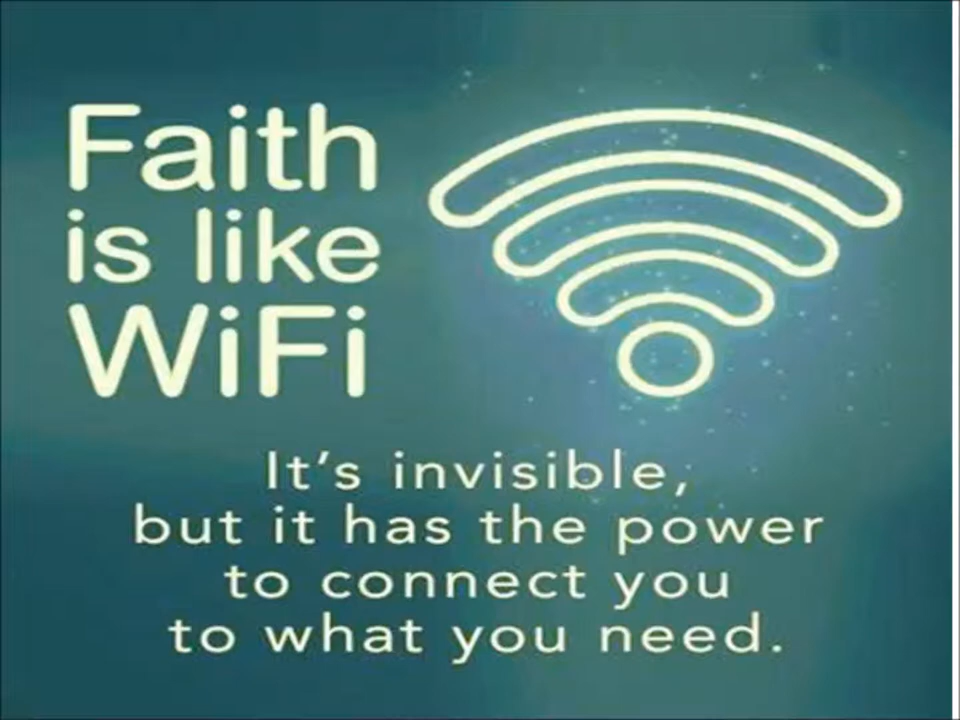 Faith
is like
WiFi
It's invisible,
but it has the power
to connect you
to what you need.